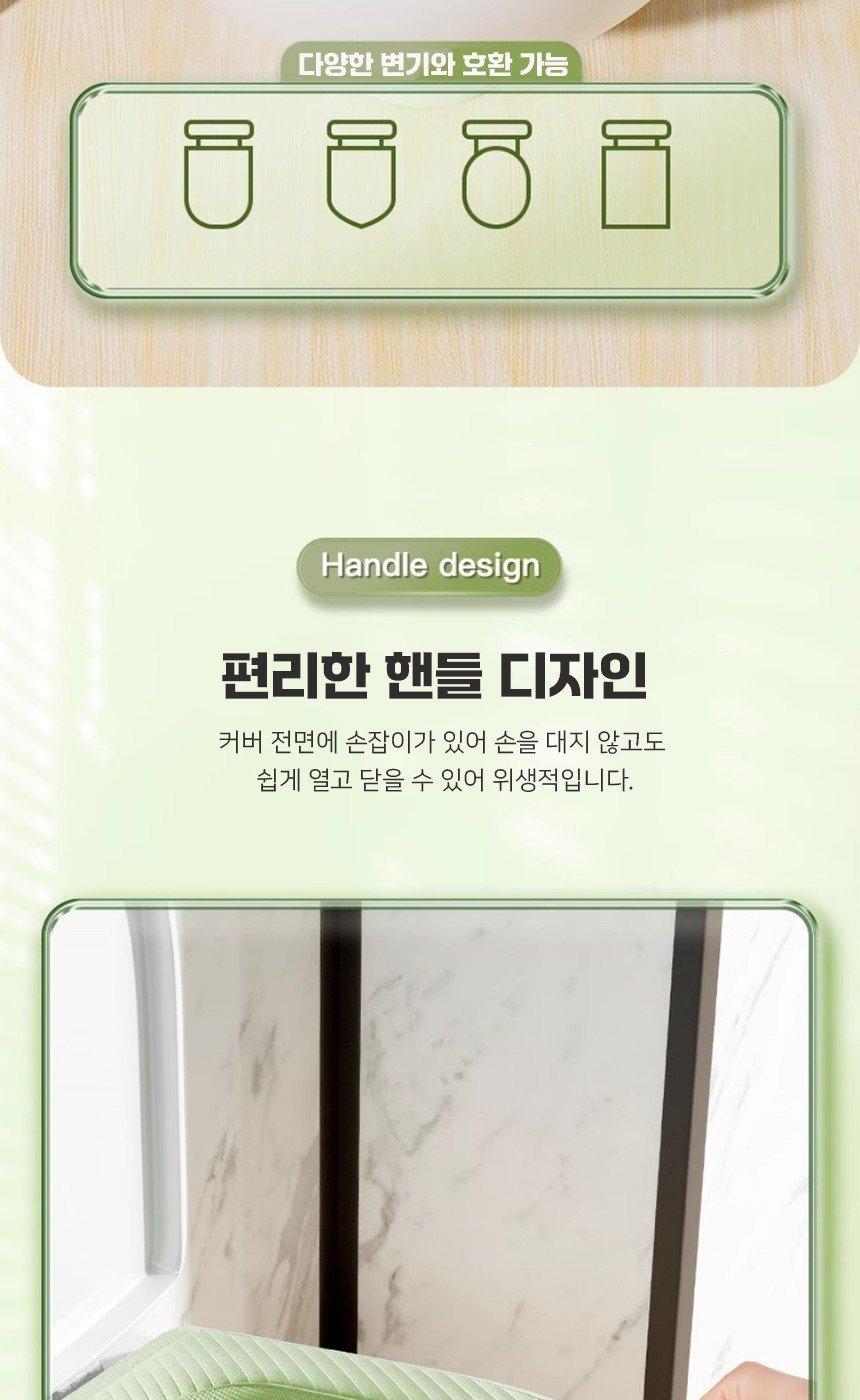 다양한 변기와 호환 가능
Handle design
편리한 핸들 디자인
커버 전면에 손잡이가 있어 손을 대지 않고도
쉽게 열고 닫을 수 있어 위생적입니다.